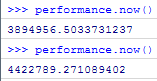 >>> performance.now()
3894956.5033731237
>>> performance.now()
4422789.271089402